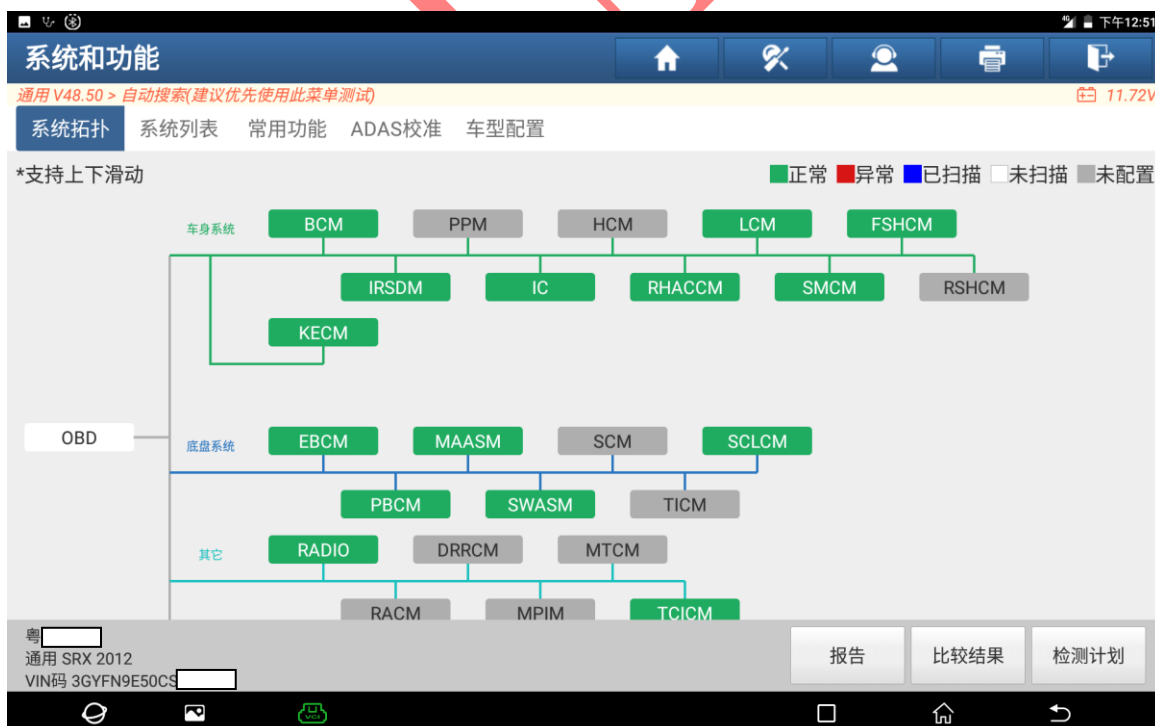 4G 下午12:51
系统和功能
通用 V48.50 > 自动搜索(建议优先使用此菜单测试) 11.72V
系统拓扑 系统列表 常用功能 ADAS校准 车型配置
*支持上下滑动 正常 异常 已扫描 未扫描 未配置
车身系统 BCM PPM HCM LCM FSHCM
IRSDM IC RHACCM SMCM RSHCM
KECM
OBD 底盘系统 EBCM MAASM SCM SCLCM
PBCM SWASM TICM
其它 RADIO DRRCM MTCM
RACM MPIM TCICM
粤
通用 SRX 2012
VIN码 3GYFN9E50CS
报告 比较结果 检测计划
VCI